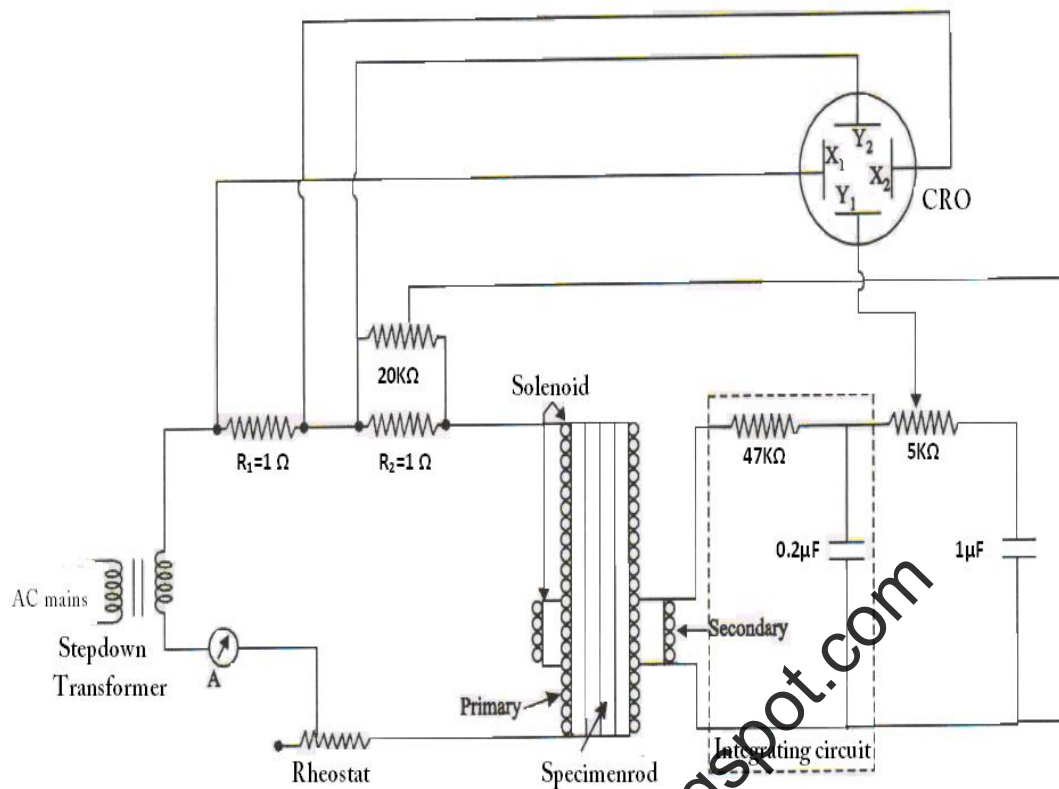 Y₂
X₁
X₂
Y₁
CRO
20KΩ
Solenoid
R₁=1 Ω
R₂=1 Ω
47KΩ
5KΩ
0.2μF
1μF
AC mains
Stepdown
Transformer
A
Secondary
Primary
Rheostat
Specimenrod
Integrating circuit
gspot.com